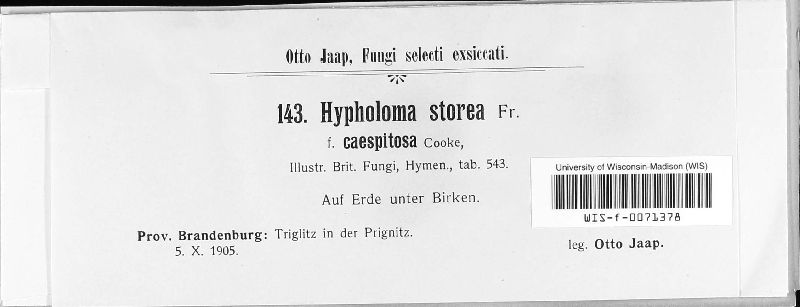 Otto Jaap, Fungi selecti exsiccati.
143. Hypholoma storea Fr.
f. caespitosa Cooke,
Illustr. Brit. Fungi, Hymen., tab. 543.
Auf Erde unter Birken.
University of Wisconsin-Madison (WIS)
WIS-f-0071378
Prov. Brandenburg: Triglitz in der Prignitz.
5. X. 1905.
leg. Otto Jaap.